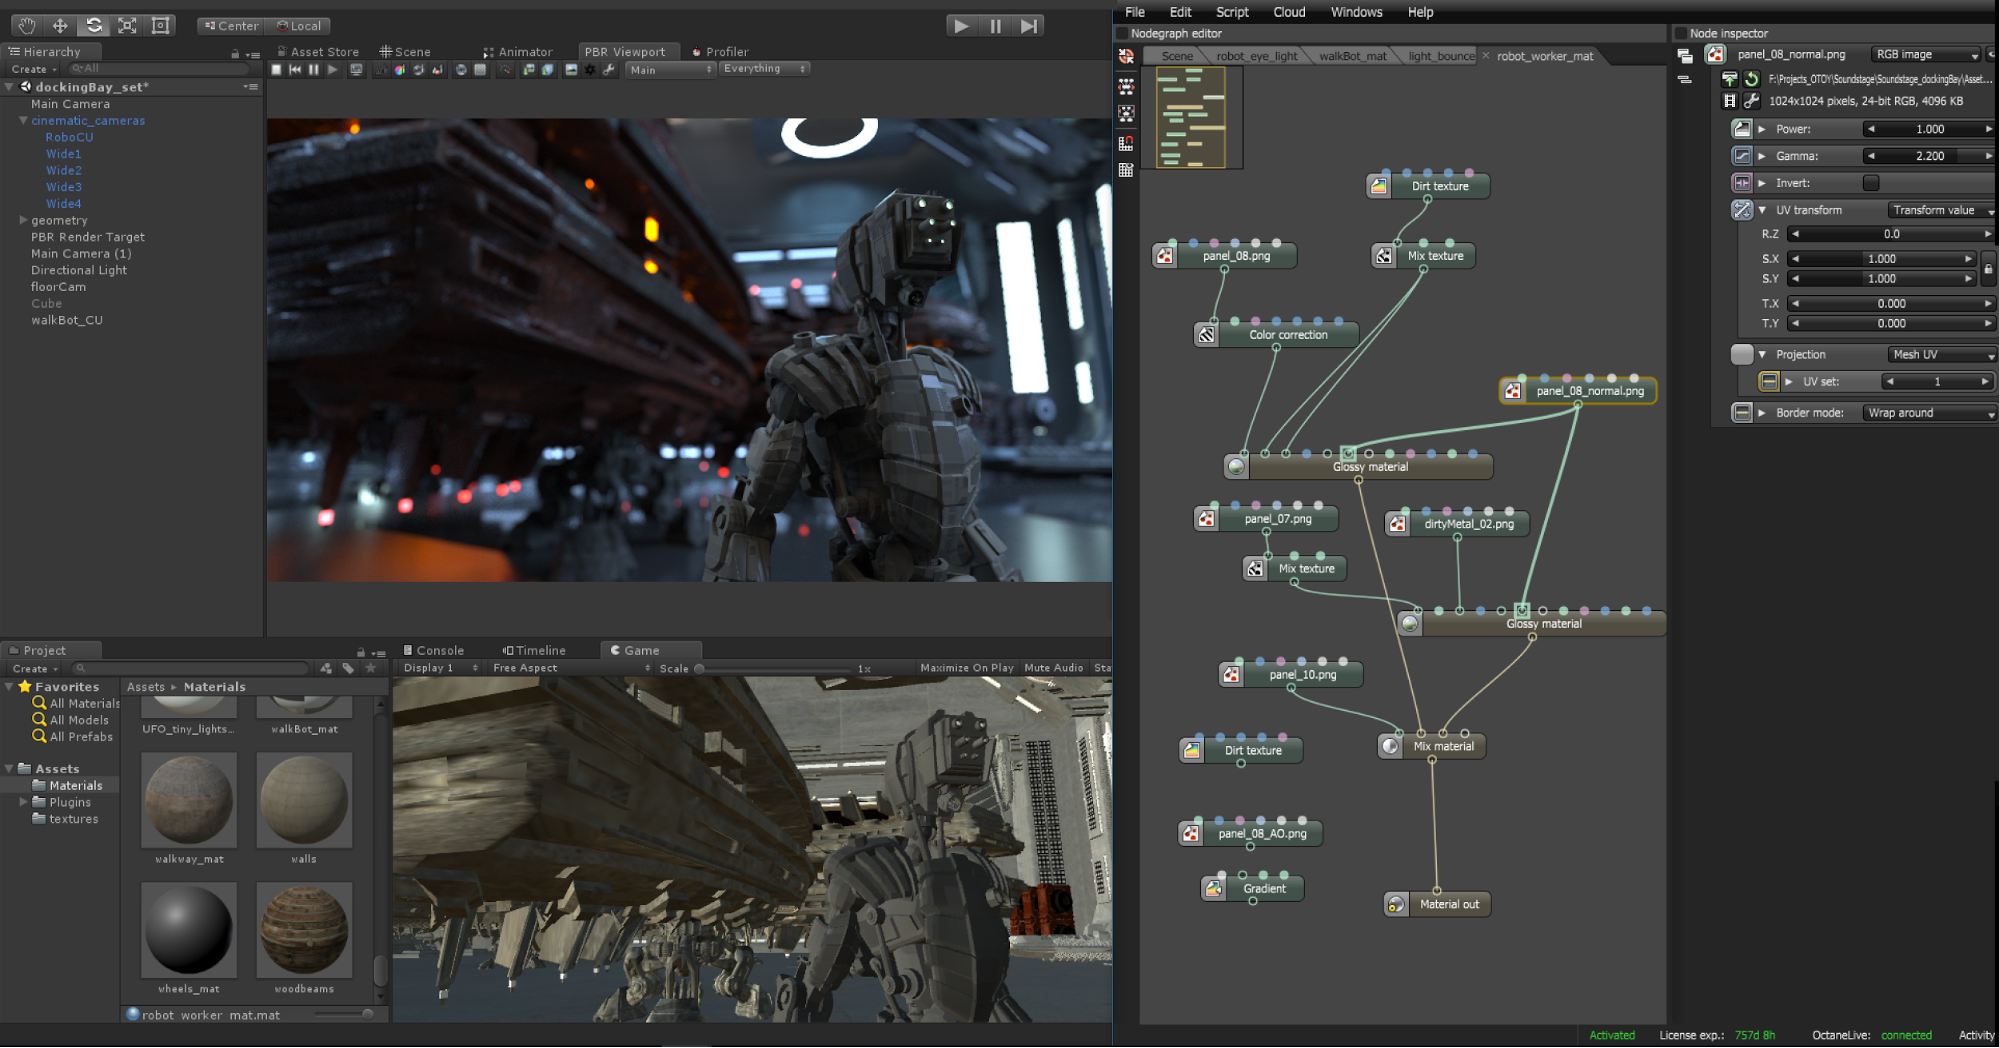 Center
Local
File Edit Script Cloud Windows Help
Hierarchy
Asset Store
Scene
Animator
PBR Viewport
Profiler
Create
All
Main
Everything
dockingBay_set*
Main Camera
cinematic_cameras
RoboCU
Wide1
Wide2
Wide3
Wide4
geometry
PBR Render Target
Main Camera (1)
Directional Light
floorCam
Cube
walkBot_CU
Project
Create
Favorites
All Materials
All Models
All Prefabs
Assets
Materials
Plugins
textures
Assets ▸ Materials
UFO_tiny_lights...
walkBot_mat
walkway_mat
walls
wheels_mat
woodbeams
robot_worker_mat.mat
Console
Timeline
Game
Display 1
Free Aspect
Scale
1x
Maximize On Play
Mute Audio
Sta
Nodegraph editor
Scene
robot_eye_light
walkBot_mat
light_bounce
robot_worker_mat
Dirt texture
panel_08.png
Mix texture
Color correction
panel_08_normal.png
Glossy material
panel_07.png
dirtyMetal_02.png
Mix texture
Glossy material
panel_10.png
Mix material
Dirt texture
panel_08_AO.png
Gradient
Material out
Node inspector
panel_08_normal.png
RGB image
F:\Projects_OTOY\Soundstage\Soundstage_dockingBay\Asset...
1024x1024 pixels, 24-bit RGB, 4096 KB
Power: 1.000
Gamma: 2.200
Invert:
UV transform Transform value
R.Z 0.0
S.X 1.000
S.Y 1.000
T.X 0.000
T.Y 0.000
Projection Mesh UV
UV set: 1
Border mode: Wrap around
Activated
License exp.: 757d 8h
OctaneLive: connected
Activity